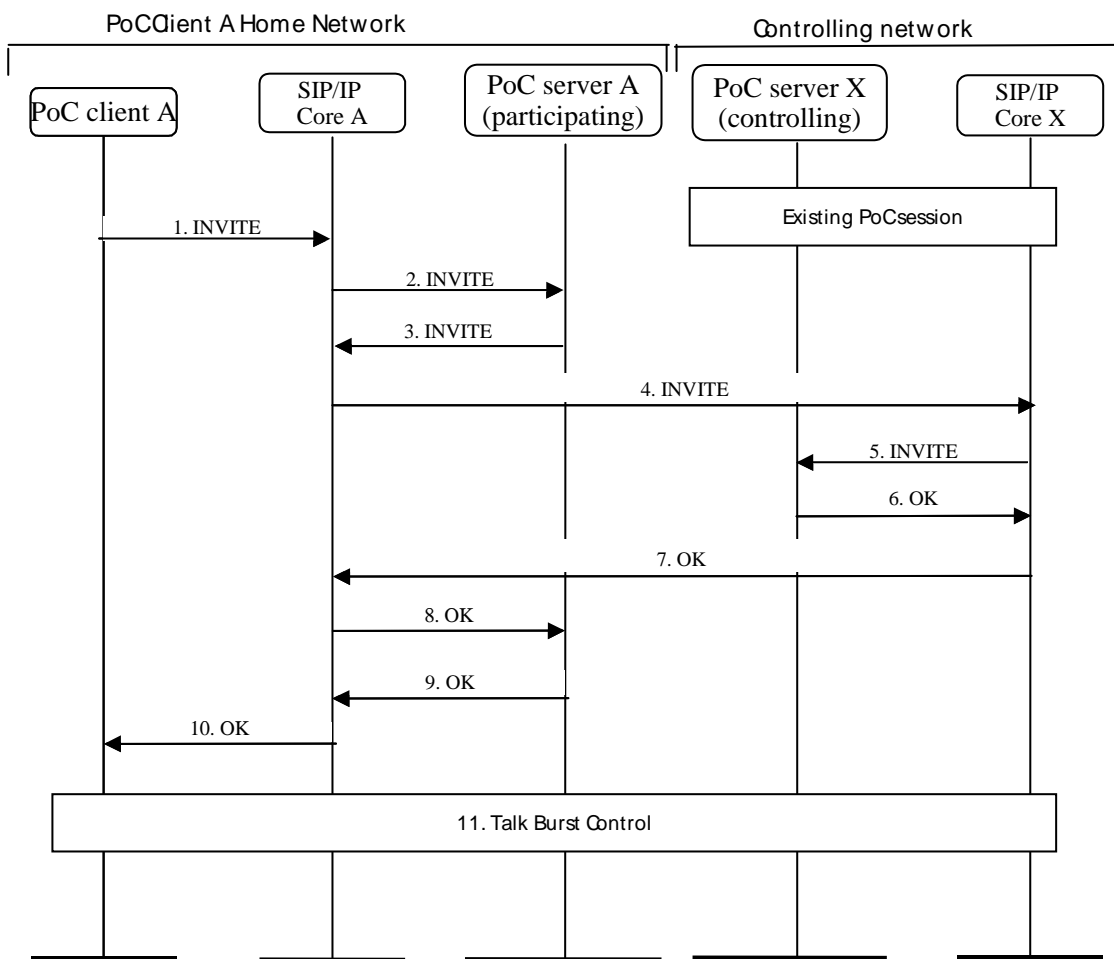 PoCClient A Home Network
Controlling network
PoC client A
SIP/IP
Core A
PoC server A
(participating)
PoC server X
(controlling)
SIP/IP
Core X
Existing PoCsession
1. INVITE
2. INVITE
3. INVITE
4. INVITE
5. INVITE
6. OK
7. OK
8. OK
9. OK
10. OK
11. Talk Burst Control